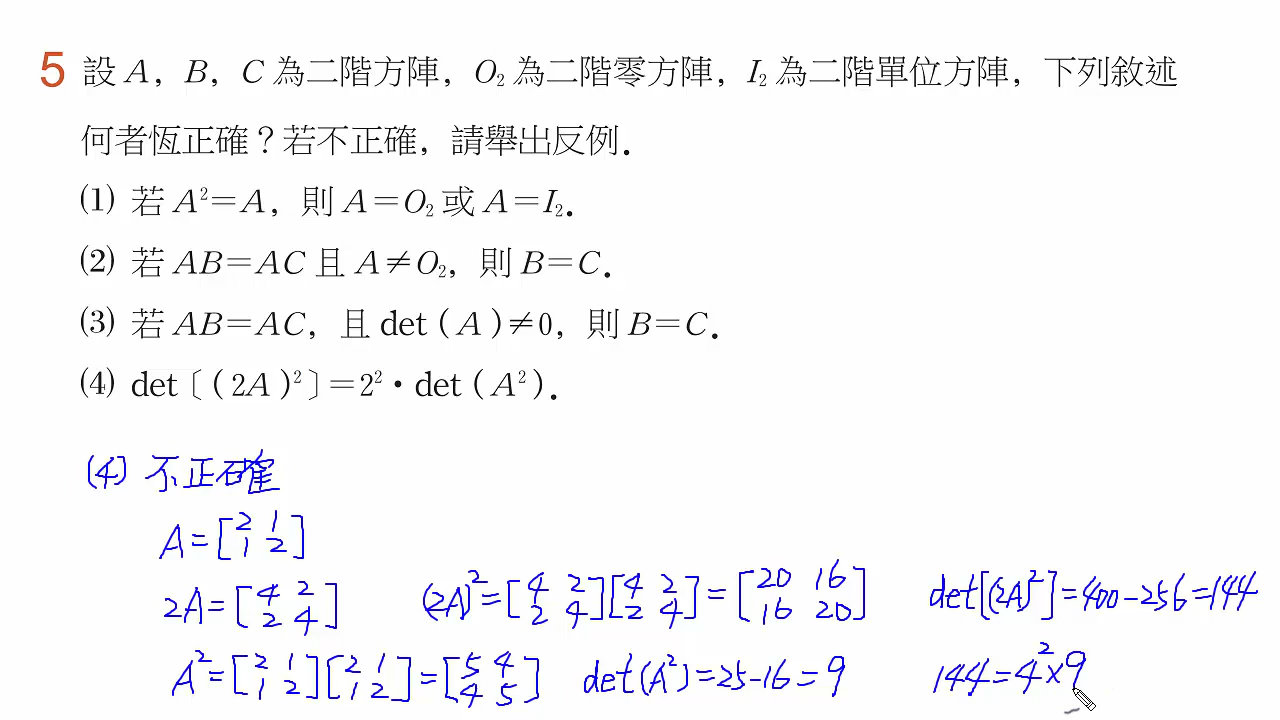 5 設 A，B，C 為二階方陣，O₂ 為二階零方陣，I₂ 為二階單位方陣，下列敘述
何者恆正確？若不正確，請舉出反例．
(1) 若 A²=A，則 A=O₂ 或 A=I₂．
(2) 若 AB=AC 且 A≠O₂，則 B=C．
(3) 若 AB=AC，且 det(A)≠0，則 B=C．
(4) det〔(2A)²〕=2²•det(A²)．
(4) 不正確
A=[2 1
1 2]
2A=[4 2
2 4] (2A)²=[4 2
2 4][4 2
2 4]=[20 16
16 20] det[(2A)²]=400-256=144
A²=[2 1
1 2][2 1
1 2]=[5 4
4 5] det(A²)=25-16=9 144=4²×9